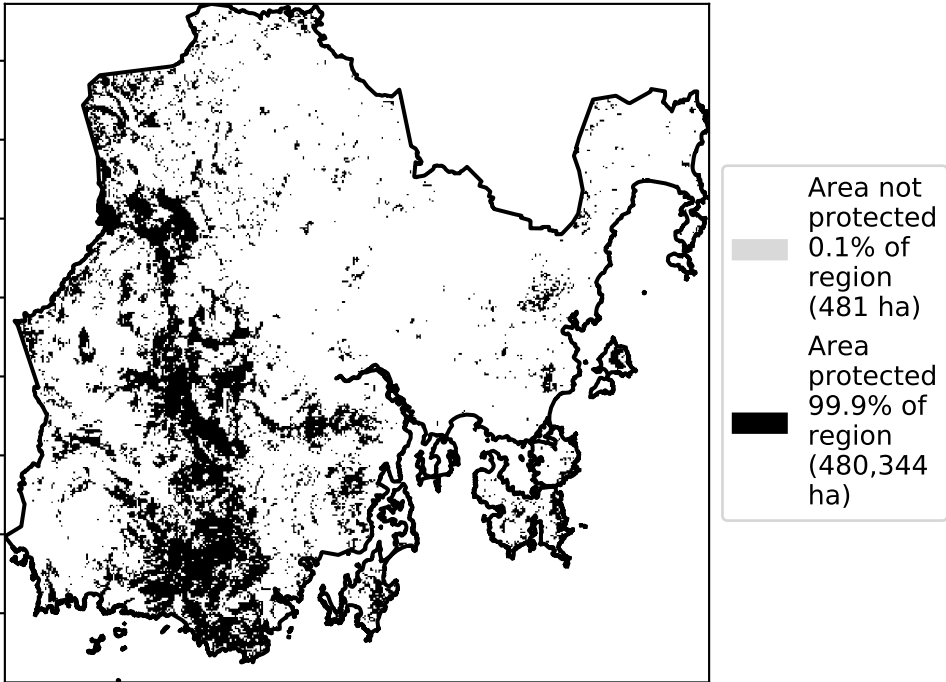 Area not
protected
0.1% of
region
(481 ha)
Area
protected
99.9% of
region
(480,344
ha)